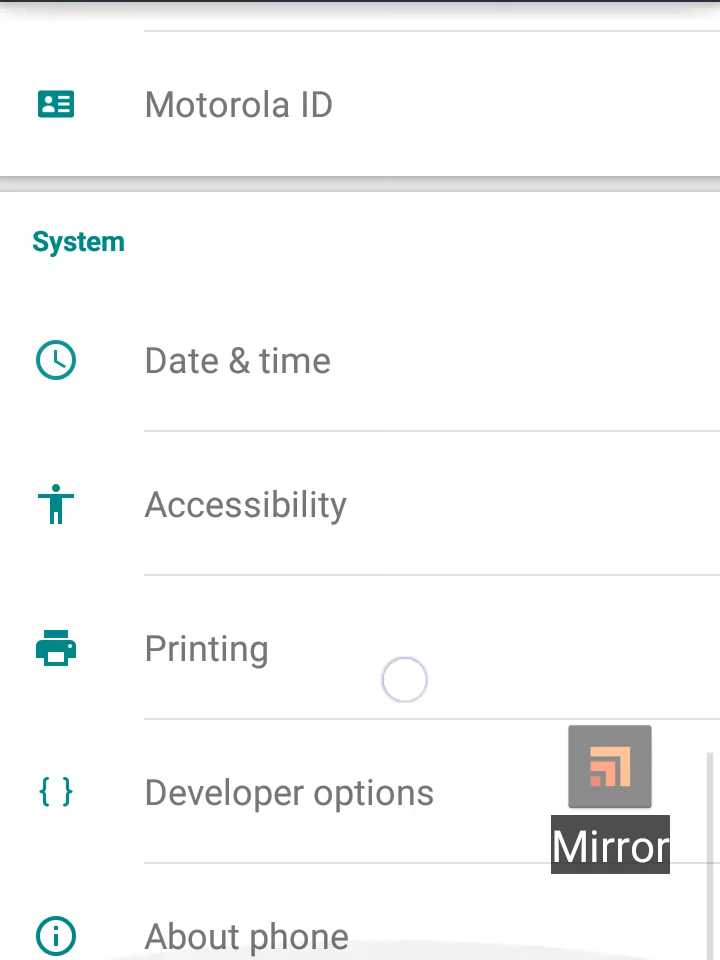 Motorola ID
System
Date & time
Accessibility
Printing
Developer options
Mirror
About phone